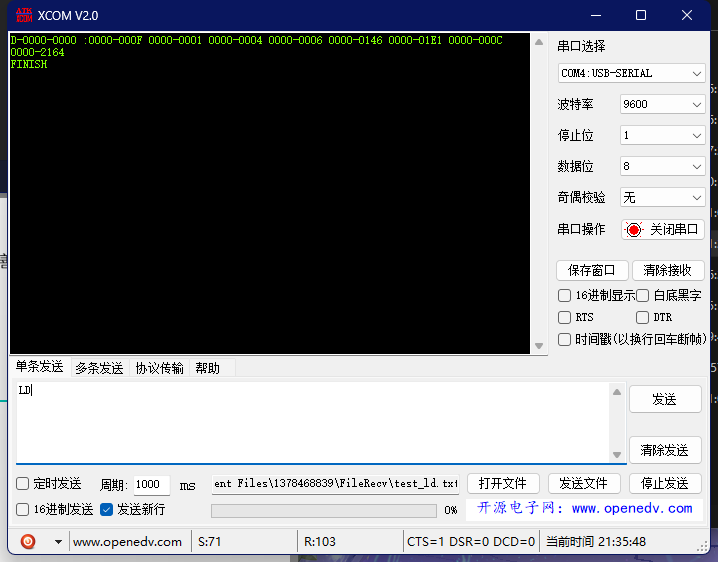 XCOM V2.0
D-0000-0000 :0000-000F 0000-0001 0000-0004 0000-0006 0000-0146 0000-01E1 0000-000C
0000-2164
FINISH
串口选择
COM4:USB-SERIAL
波特率 9600
停止位 1
数据位 8
奇偶校验 无
串口操作 关闭串口
保存窗口 清除接收
16进制显示 白底黑字
RTS DTR
时间戳(以换行回车断帧)
单条发送 多条发送 协议传输 帮助
LD
发送
清除发送
定时发送 周期: 1000 ms ent Files\1378468839\FileRecv\test_ld.txt 打开文件 发送文件 停止发送
16进制发送 发送新行 0% 开源电子网：www.openedv.com
www.openedv.com S:71 R:103 CTS=1 DSR=0 DCD=0 当前时间 21:35:48